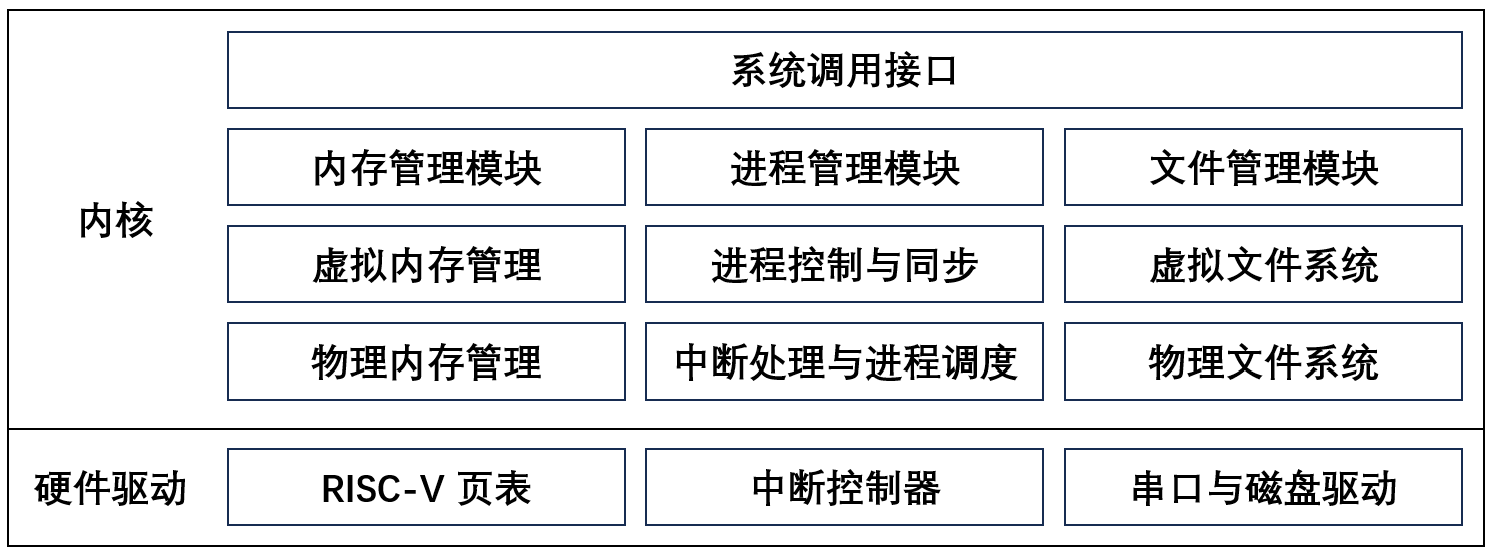 系统调用接口
内存管理模块
进程管理模块
文件管理模块
内核
虚拟内存管理
进程控制与同步
虚拟文件系统
物理内存管理
中断处理与进程调度
物理文件系统
硬件驱动
RISC-V 页表
中断控制器
串口与磁盘驱动